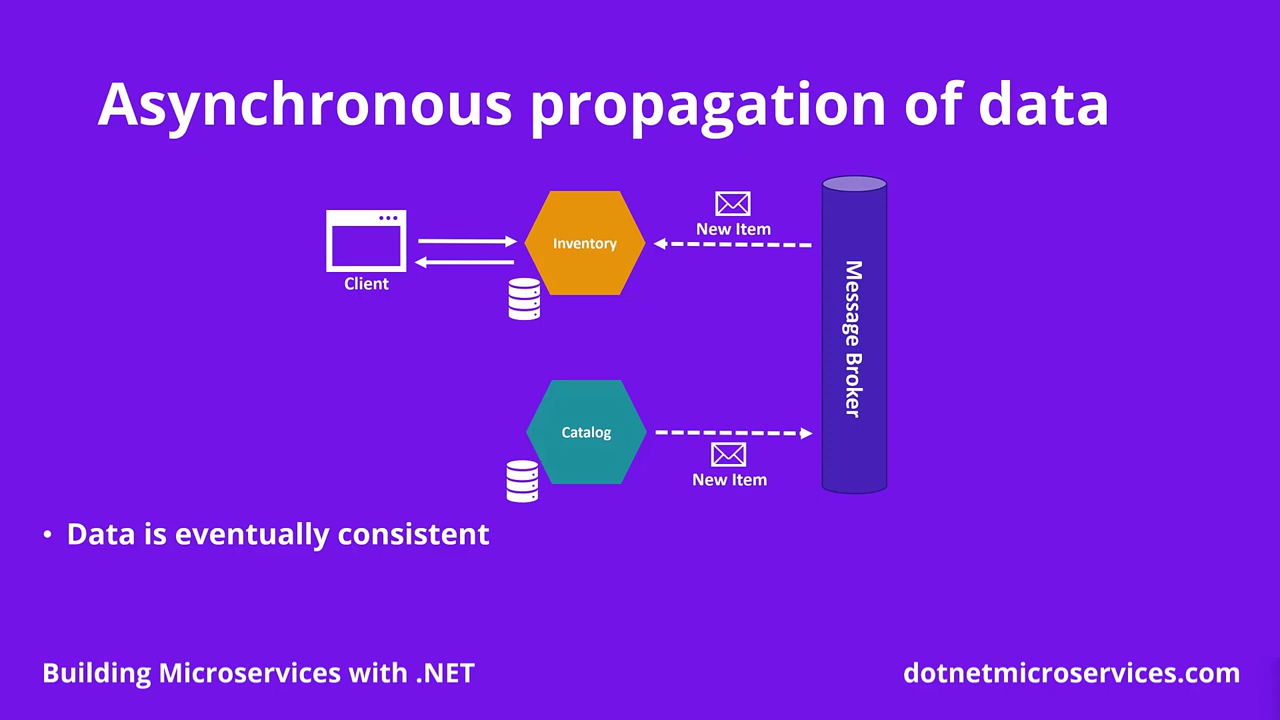 Asynchronous propagation of data
New Item
Inventory
Client
Message Broker
Catalog
New Item
• Data is eventually consistent
Building Microservices with .NET
dotnetmicroservices.com